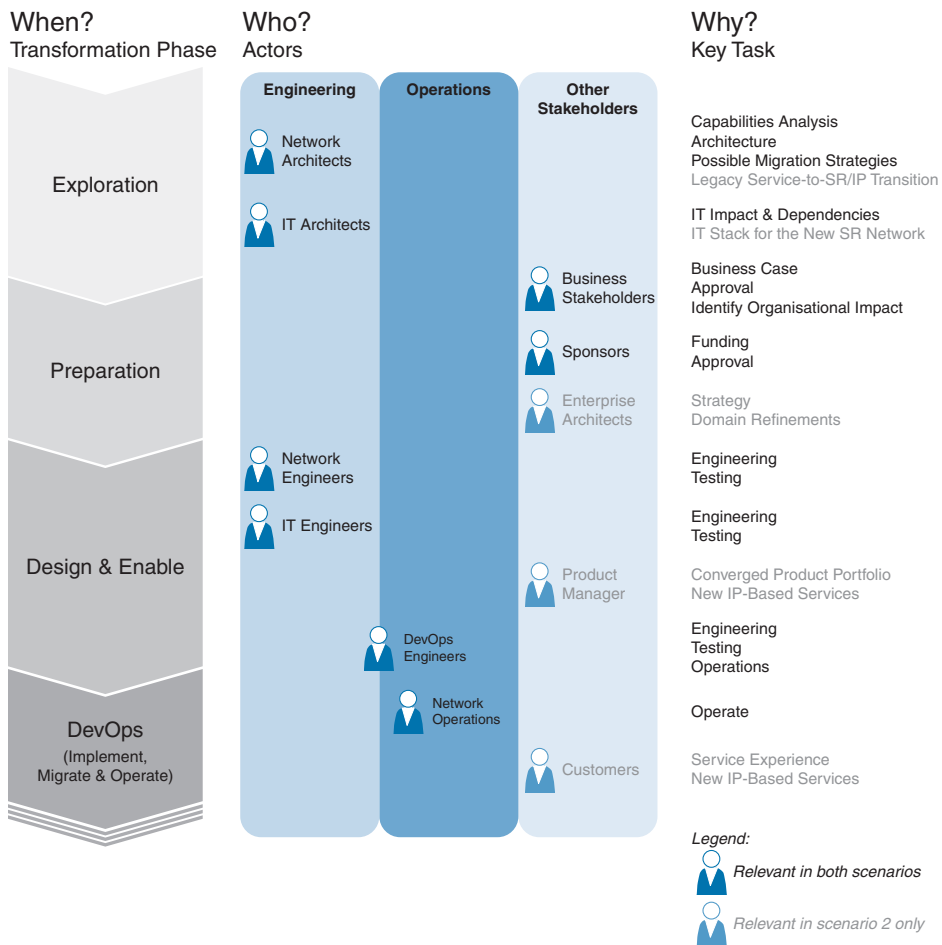 When?
Transformation Phase
Who?
Actors
Why?
Key Task
Engineering
Operations
Other
Stakeholders
Exploration
Network
Architects
Capabilities Analysis
Architecture
Possible Migration Strategies
Legacy Service-to-SR/IP Transition
IT Architects
IT Impact & Dependencies
IT Stack for the New SR Network
Business
Stakeholders
Business Case
Approval
Identify Organisational Impact
Preparation
Sponsors
Funding
Approval
Enterprise
Architects
Strategy
Domain Refinements
Design & Enable
Network
Engineers
Engineering
Testing
IT Engineers
Engineering
Testing
Product
Manager
Converged Product Portfolio
New IP-Based Services
DevOps
Engineers
Engineering
Testing
Operations
DevOps
(Implement,
Migrate & Operate)
Network
Operations
Operate
Customers
Service Experience
New IP-Based Services
Legend:
Relevant in both scenarios
Relevant in scenario 2 only